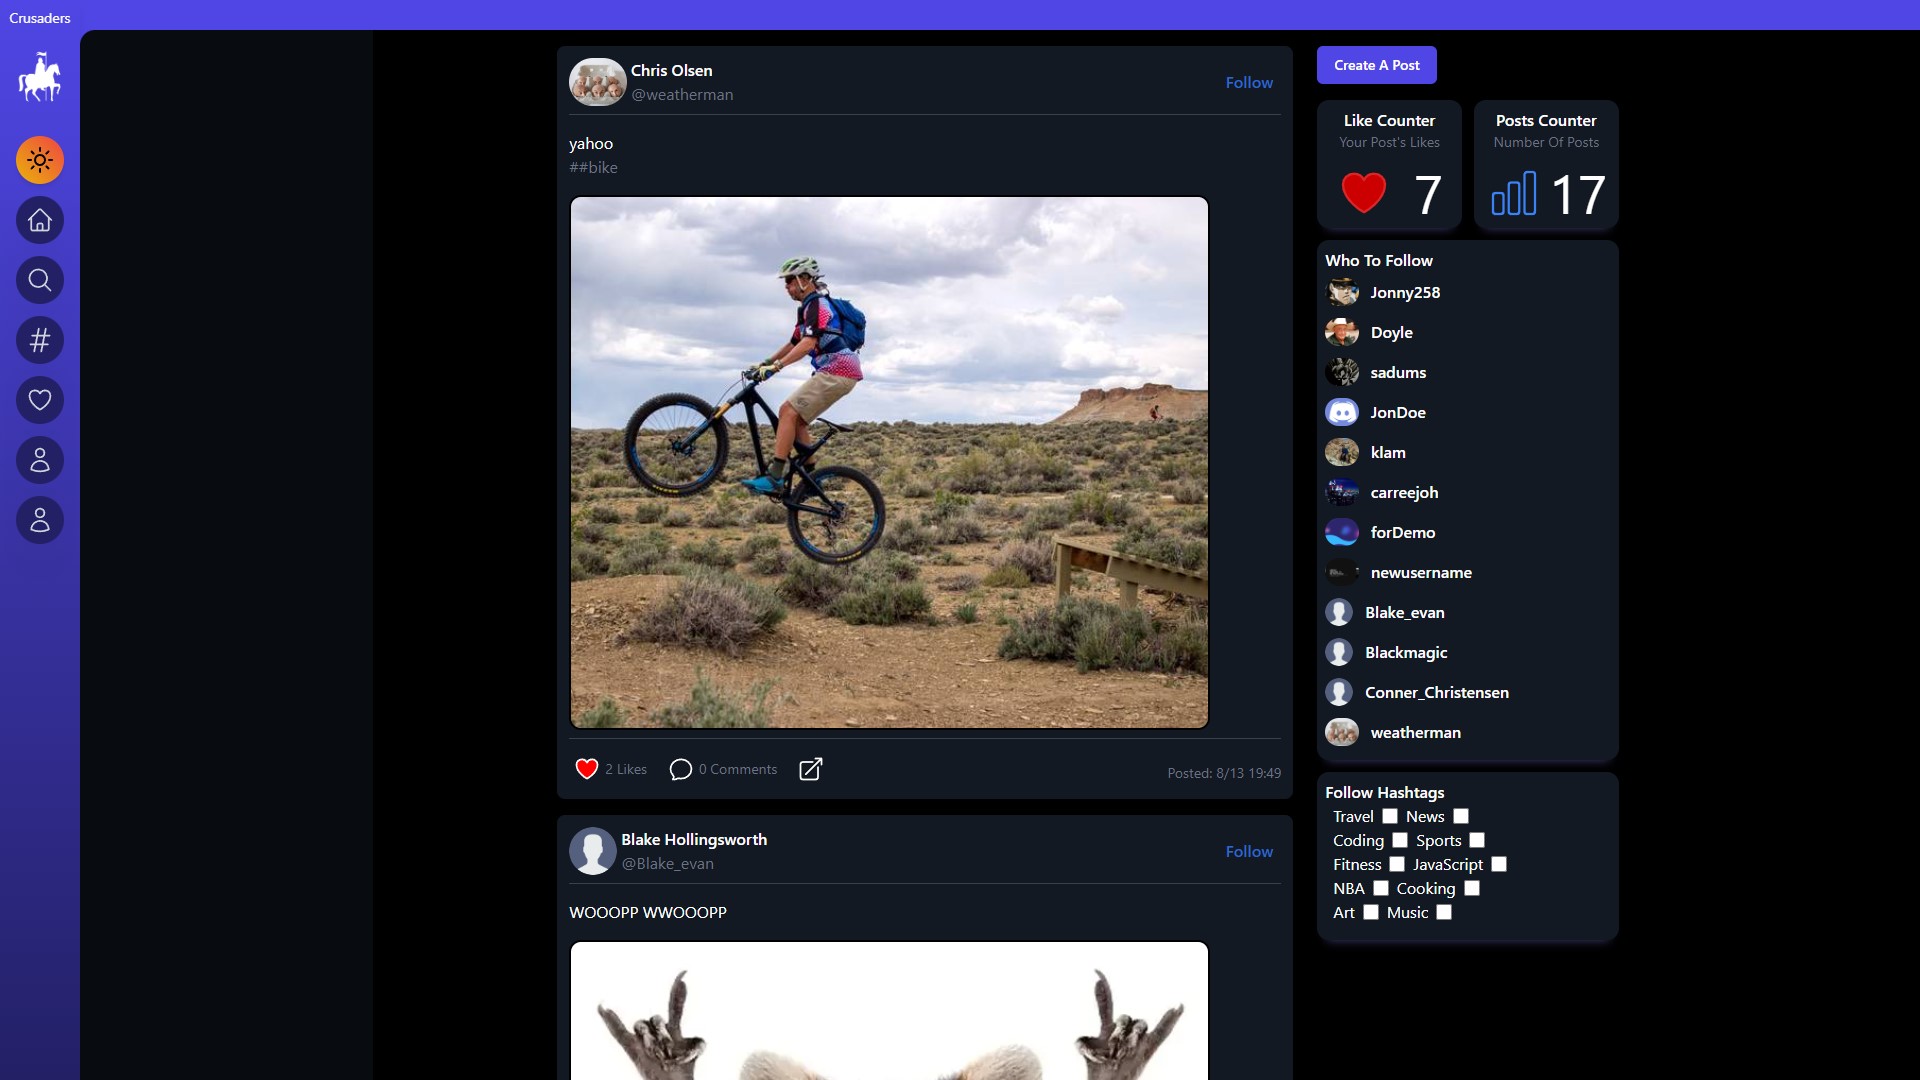 Crusaders
Chris Olsen
@weatherman
Follow
yahoo
##bike
2 Likes
0 Comments
Posted: 8/13 19:49
Blake Hollingsworth
@Blake_evan
Follow
WOOOPP WWOOOPP
Create A Post
Like Counter
Your Post's Likes
7
Posts Counter
Number Of Posts
17
Who To Follow
Jonny258
Doyle
sadums
JonDoe
klam
carreejoh
forDemo
newusername
Blake_evan
Blackmagic
Conner_Christensen
weatherman
Follow Hashtags
Travel News
Coding Sports
Fitness JavaScript
NBA Cooking
Art Music